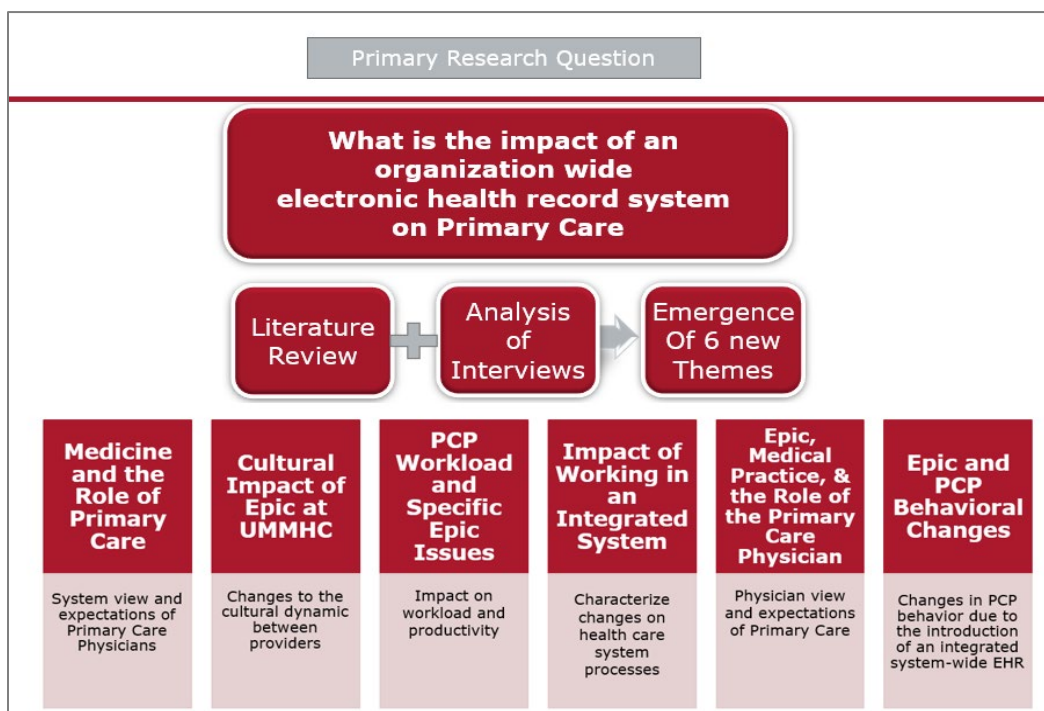 Primary Research Question
What is the impact of an
organization wide
electronic health record system
on Primary Care
Literature
Review
Analysis
of
Interviews
Emergence
Of 6 new
Themes
Medicine
and the
Role of
Primary
Care
System view and
expectations of
Primary Care
Physicians
Cultural
Impact of
Epic at
UMMHC
Changes to the
cultural dynamic
between
providers
PCP
Workload
and
Specific
Epic
Issues
Impact on
workload and
productivity
Impact of
Working in
an
Integrated
System
Characterize
changes on
health care
system
processes
Epic,
Medical
Practice, &
the Role of
the Primary
Care
Physician
Physician view
and expectations
of Primary Care
Epic and
PCP
Behavioral
Changes
Changes in PCP
behavior due to
the introduction
of an integrated
system-wide EHR